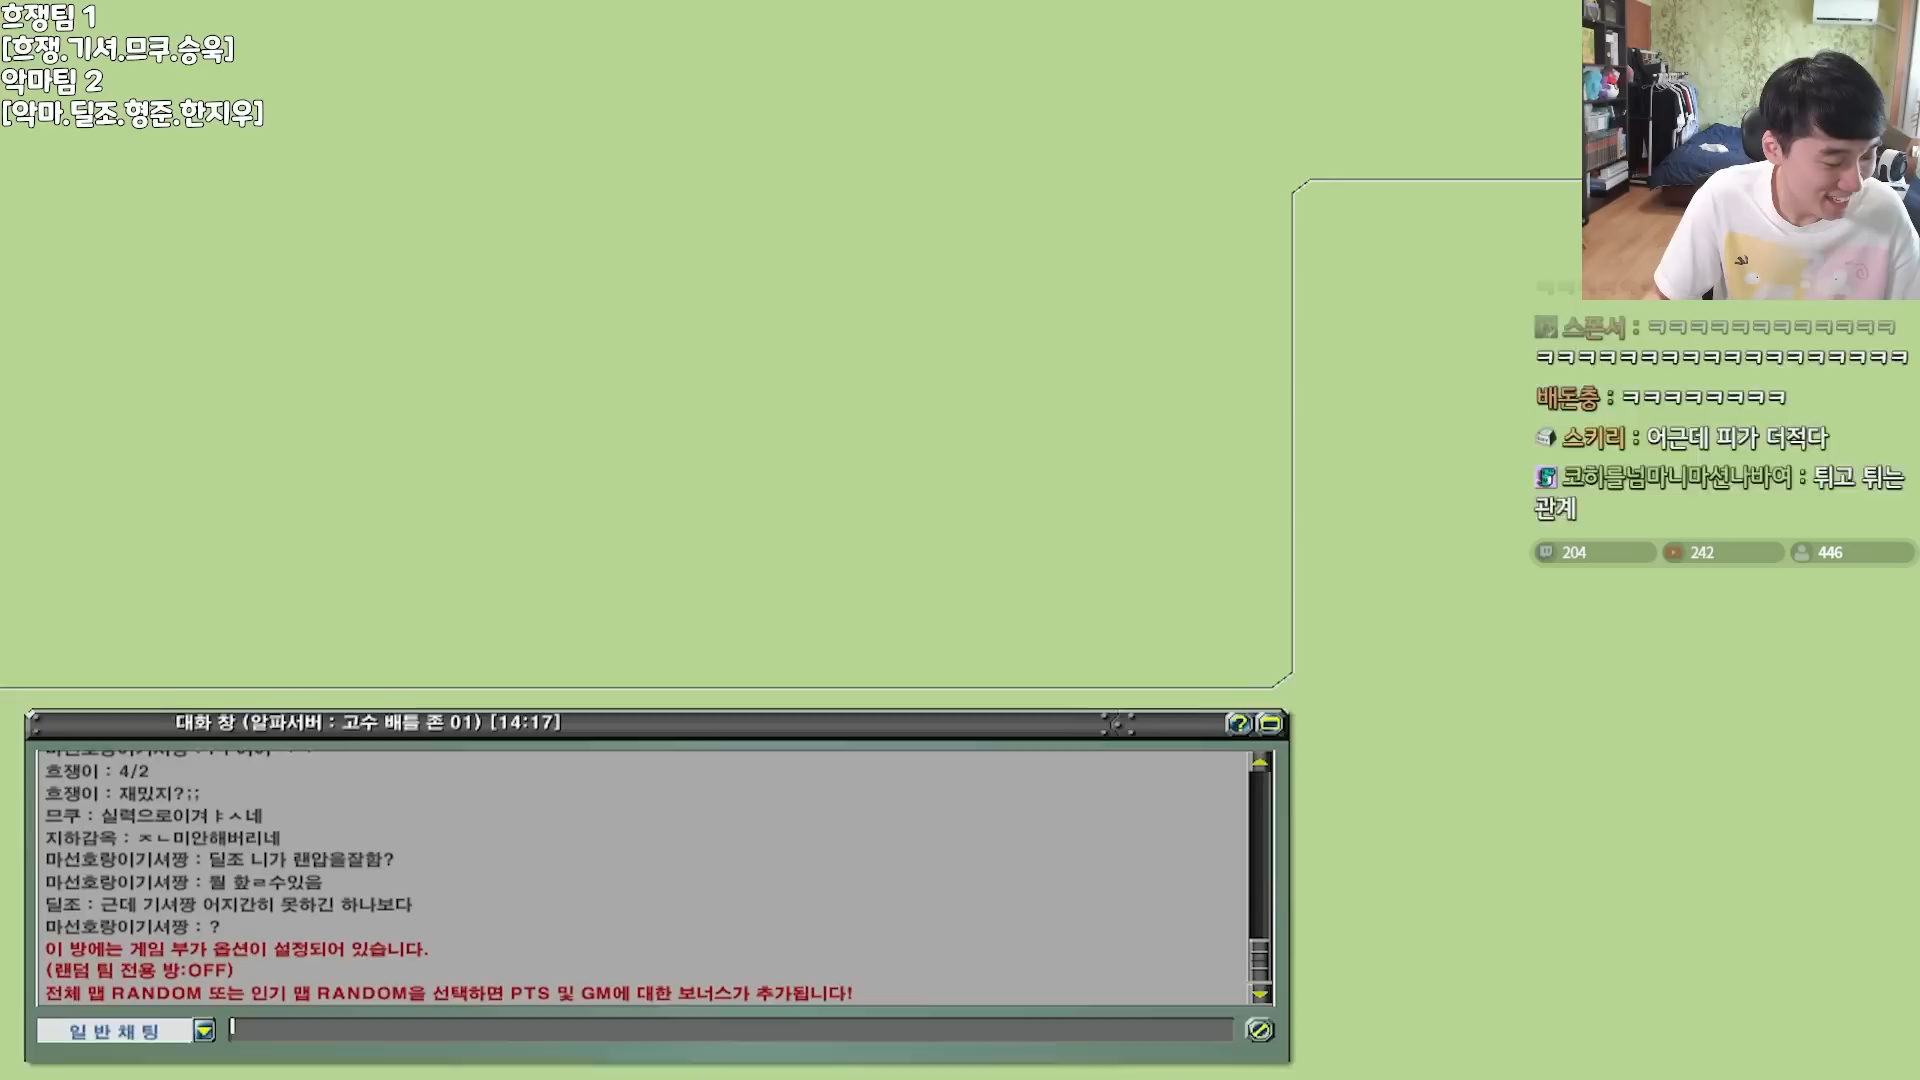 흐쟁팀 1
[흐쟁.기셔.므쿠.승욱]
악마팀 2
[악마.딜조.형준.한지우]
스폰서 : ㅋㅋㅋㅋㅋㅋㅋㅋㅋㅋㅋㅋ
ㅋㅋㅋㅋㅋㅋㅋㅋㅋㅋㅋㅋㅋㅋㅋㅋㅋㅋ
배돈충 : ㅋㅋㅋㅋㅋㅋㅋㅋ
스키리 : 어근데 피가 더적다
코히를넘마니마션나바여 : 튀고 튀는
관계
204 242 446
대화 창 (알파서버 : 고수 배틀 존 01) [14:17]
흐쟁이 : 4/2
흐쟁이 : 재밌지?;;
므쿠 : 실력으로이겨ㅑㅅ네
지하감옥 : ㅈㄴ미안해버리네
마선호랑이기셔짱 : 딜조 니가 랜압을잘함?
마선호랑이기셔짱 : 뭘 핲ㄹ수있음
딜조 : 근데 기셔짱 어지간히 못하긴 하나보다
마선호랑이기셔짱 : ?
이 방에는 게임 부가 옵션이 설정되어 있습니다.
(랜덤 팀 전용 방:OFF)
전체 맵 RANDOM 또는 인기 맵 RANDOM을 선택하면 PTS 및 GM에 대한 보너스가 추가됩니다!
일반채팅